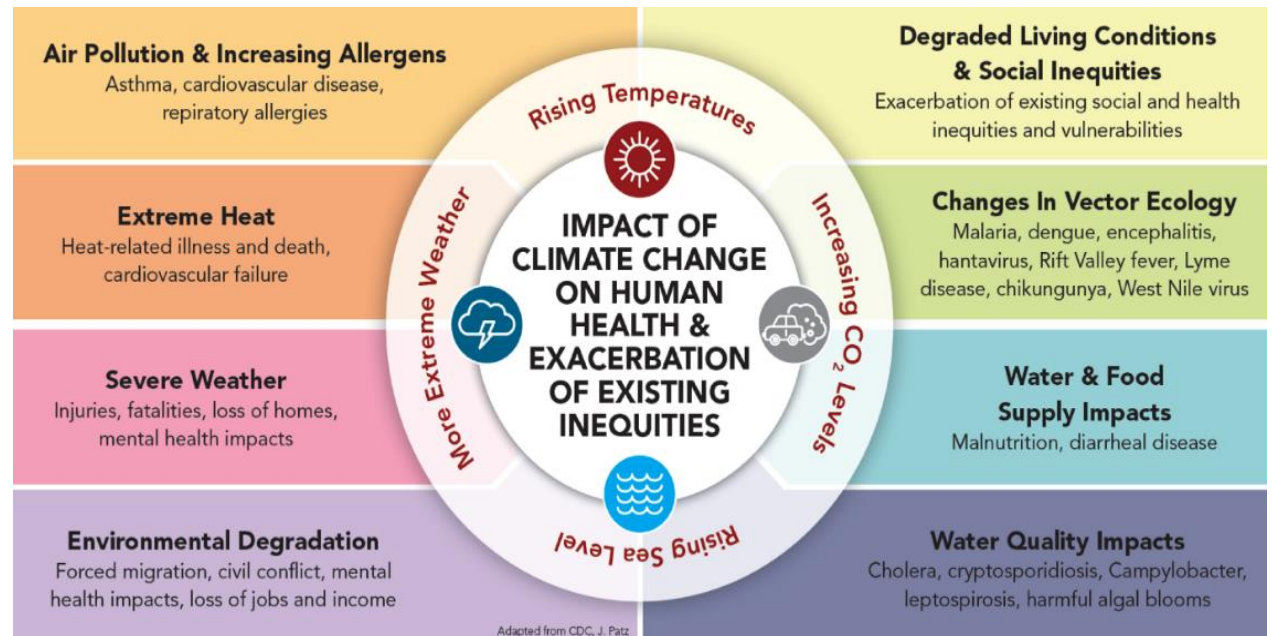 Air Pollution & Increasing Allergens
Asthma, cardiovascular disease,
repiratory allergies
Extreme Heat
Heat-related illness and death,
cardiovascular failure
Severe Weather
Injuries, fatalities, loss of homes,
mental health impacts
Environmental Degradation
Forced migration, civil conflict, mental
health impacts, loss of jobs and income
Rising Temperatures
More Extreme Weather
IMPACT OF
CLIMATE CHANGE
ON HUMAN
HEALTH &
EXACERBATION
OF EXISTING
INEQUITIES
Increasing CO₂ Levels
Rising Sea Level
Degraded Living Conditions
& Social Inequities
Exacerbation of existing social and health
inequities and vulnerabilities
Changes In Vector Ecology
Malaria, dengue, encephalitis,
hantavirus, Rift Valley fever, Lyme
disease, chikungunya, West Nile virus
Water & Food
Supply Impacts
Malnutrition, diarrheal disease
Water Quality Impacts
Cholera, cryptosporidiosis, Campylobacter,
leptospirosis, harmful algal blooms
Adapted from CDC, J. Patz